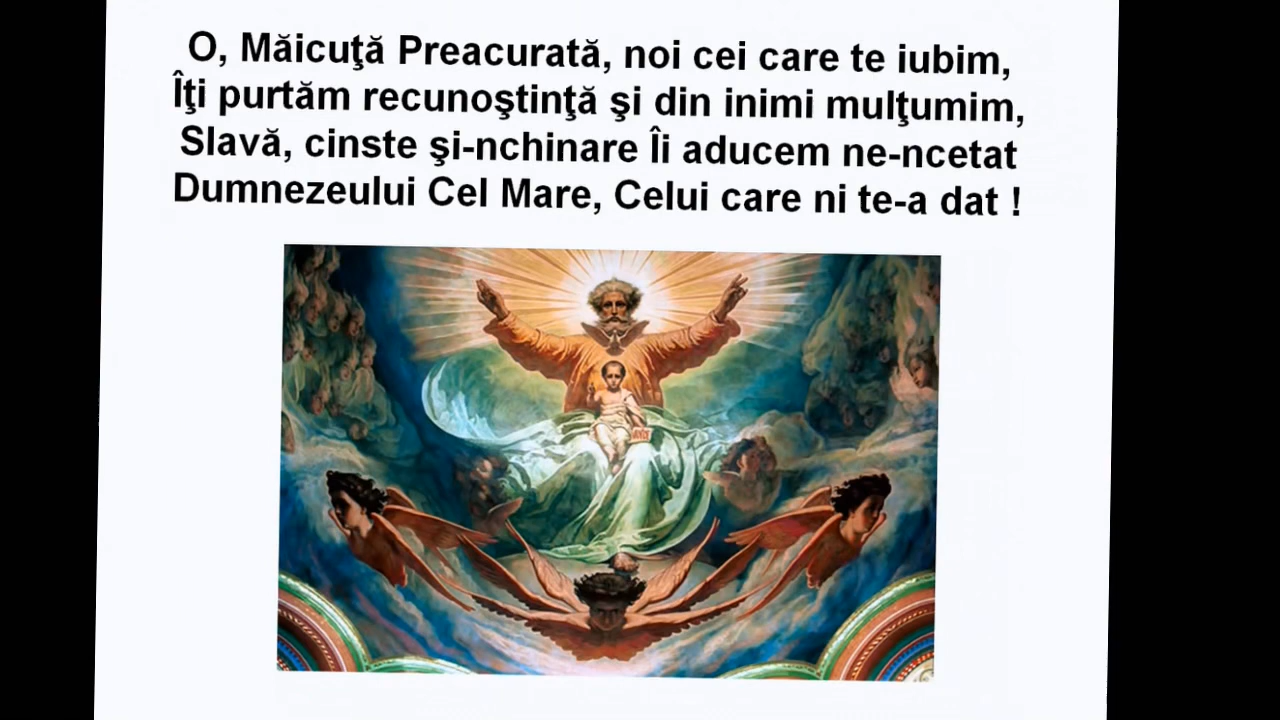 O, Măicuţă Preacurată, noi cei care te iubim,
Îţi purtăm recunoştinţă şi din inimi mulţumim,
Slavă, cinste şi-nchinare Îi aducem ne-ncetat
Dumnezeului Cel Mare, Celui care ni te-a dat !